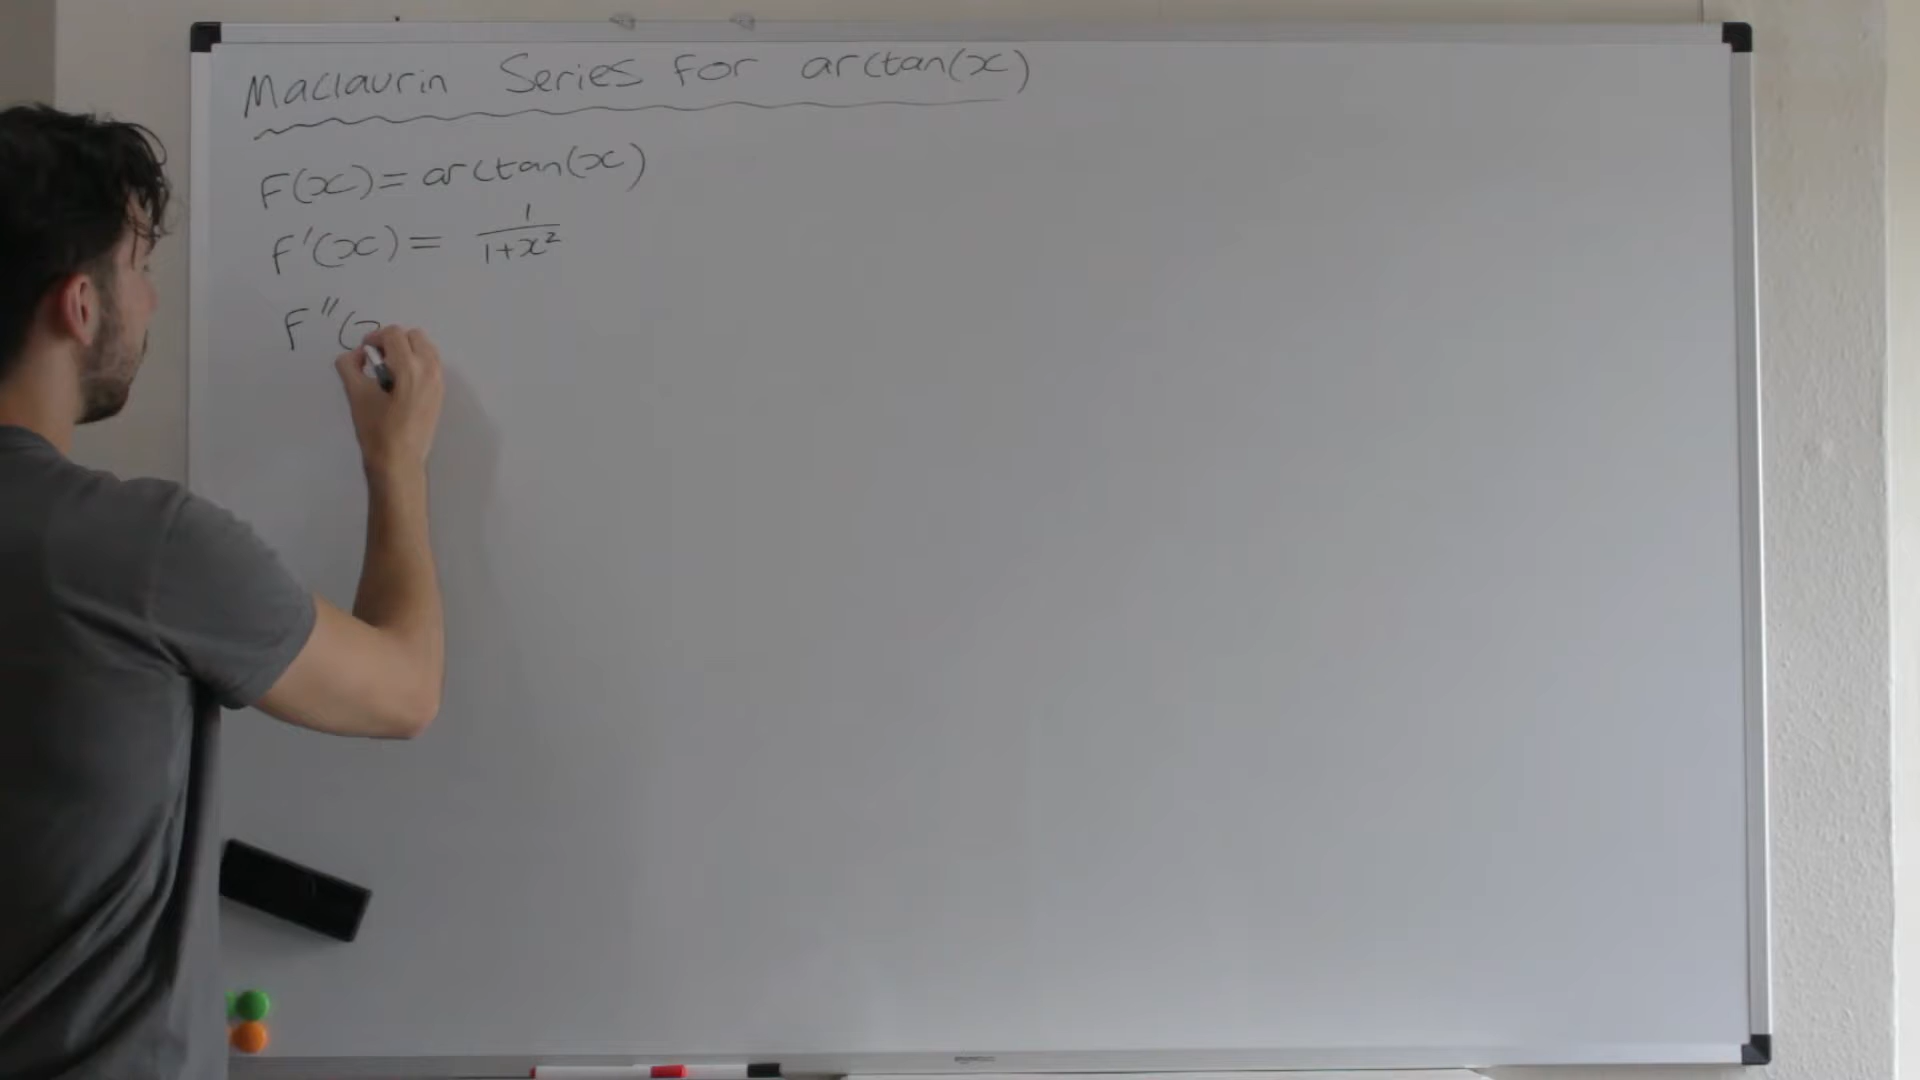 Maclaurin Series For arctan(x)
F(x) = arctan(x)
F'(x) = 1/(1+x²)
F''(x